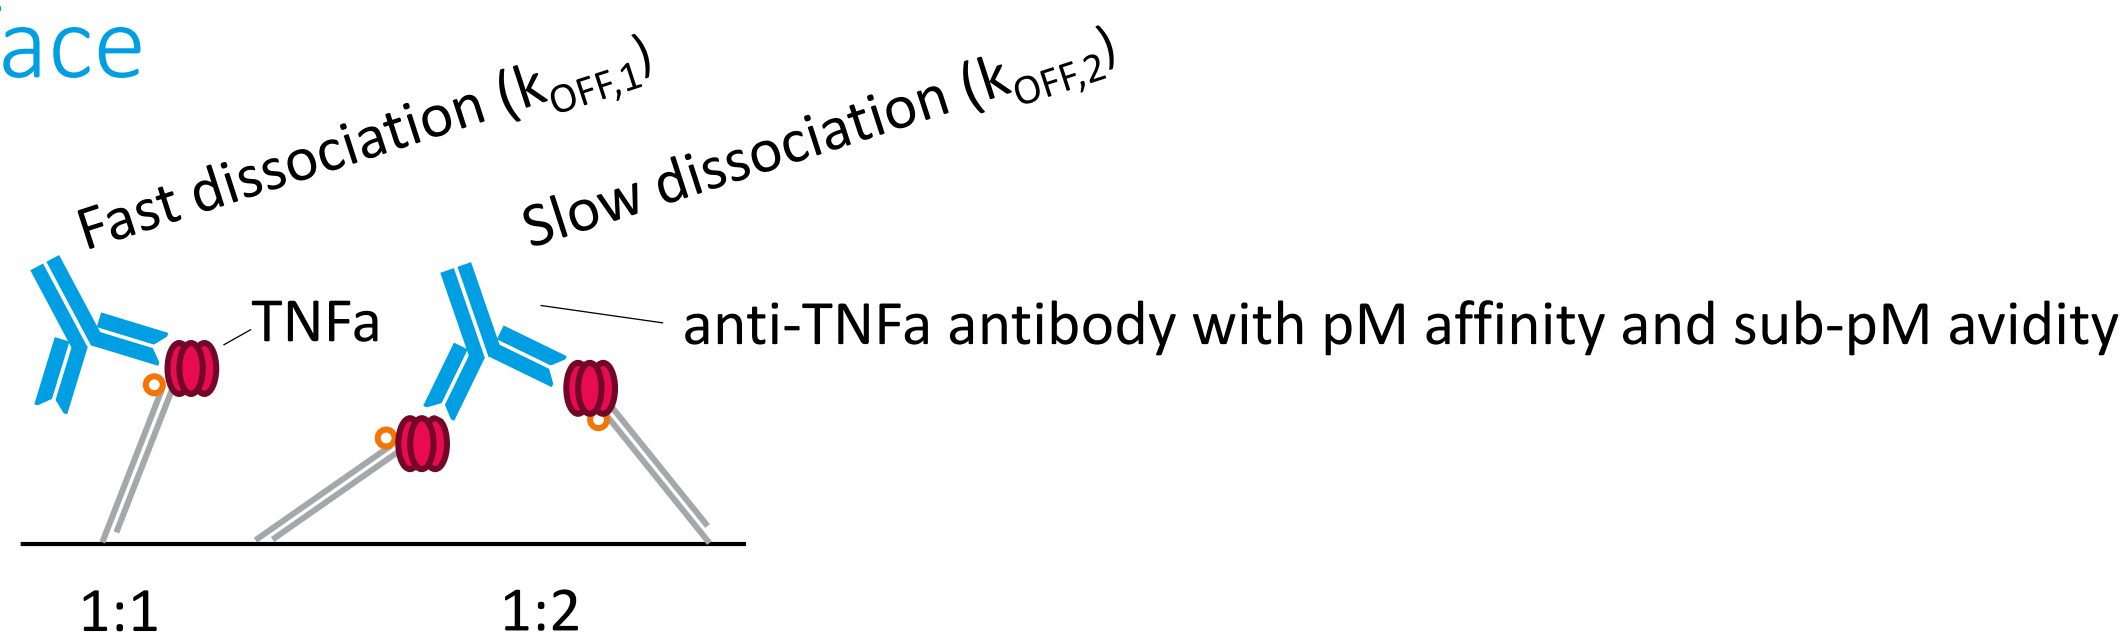 ace
Fast dissociation (kOFF,1)
Slow dissociation (kOFF,2)
TNFa
anti-TNFa antibody with pM affinity and sub-pM avidity
1:1
1:2